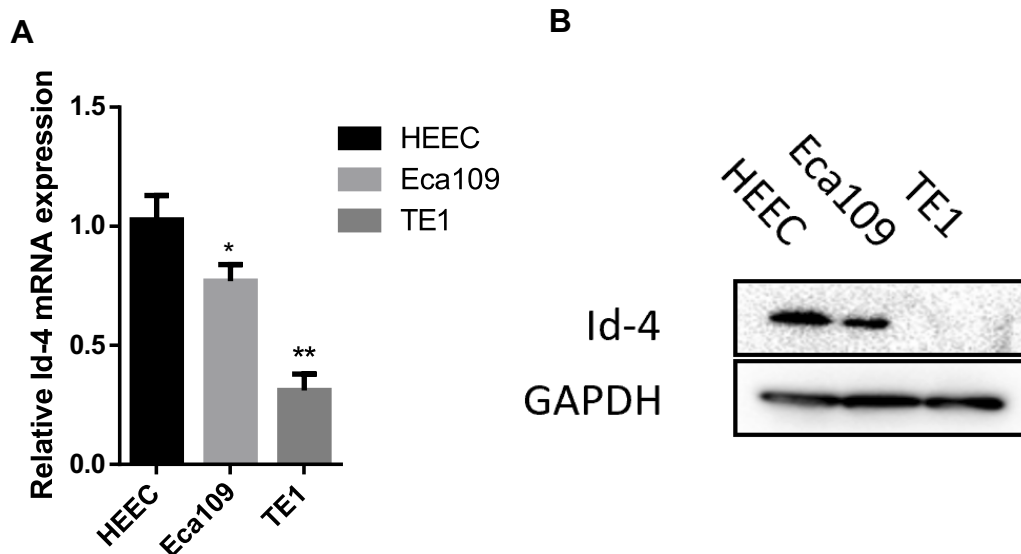 A
Relative Id-4 mRNA expression
1.5
1.0
0.5
0.0
*
**
HEEC
Eca109
TE1
HEEC
Eca109
TE1
B
HEEC
Eca109
TE1
Id-4
GAPDH